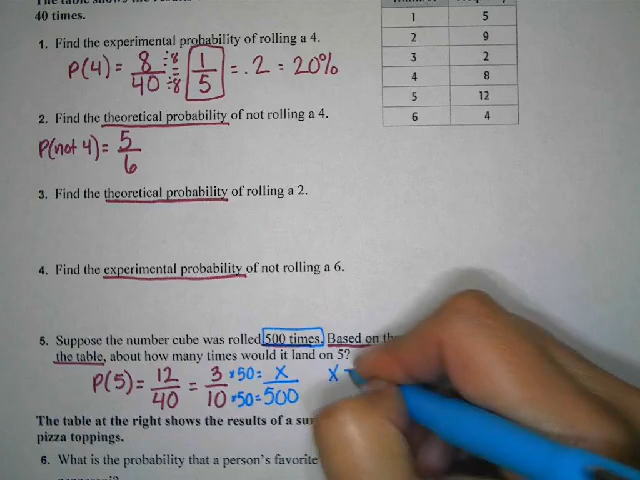 40 times.
1 5
2 9
3 2
4 8
5 12
6 4
1. Find the experimental probability of rolling a 4.
P(4) = 8/40 ÷8/÷8 = 1/5 = .2 = 20%
2. Find the theoretical probability of not rolling a 4.
P(not 4) = 5/6
3. Find the theoretical probability of rolling a 2.
4. Find the experimental probability of not rolling a 6.
5. Suppose the number cube was rolled 500 times. Based on
the table, about how many times would it land on 5?
P(5) = 12/40 = 3/10 •50=/•50= X/500 X
The table at the right shows the results of a
pizza toppings.
6. What is the probability that a person's favorite